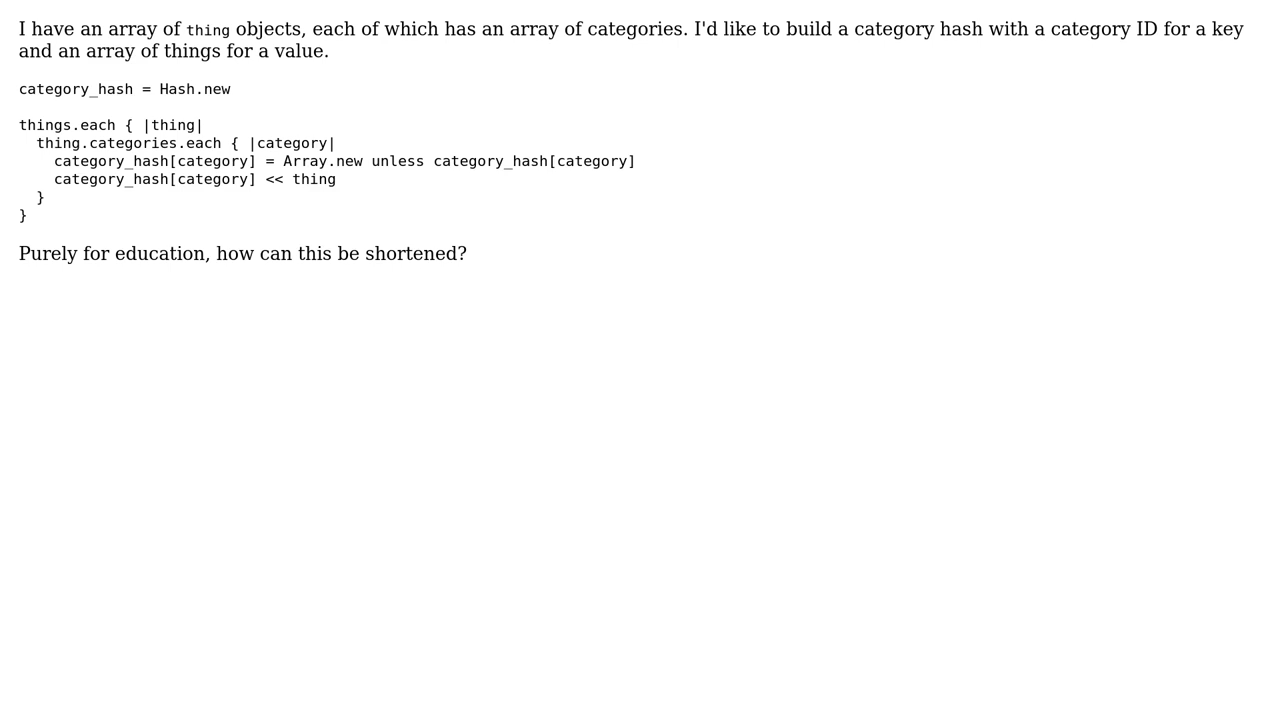 I have an array of thing objects, each of which has an array of categories. I'd like to build a category hash with a category ID for a key
and an array of things for a value.
category_hash = Hash.new
things.each { |thing|
  thing.categories.each { |category|
    category_hash[category] = Array.new unless category_hash[category]
    category_hash[category] << thing
  }
}
Purely for education, how can this be shortened?